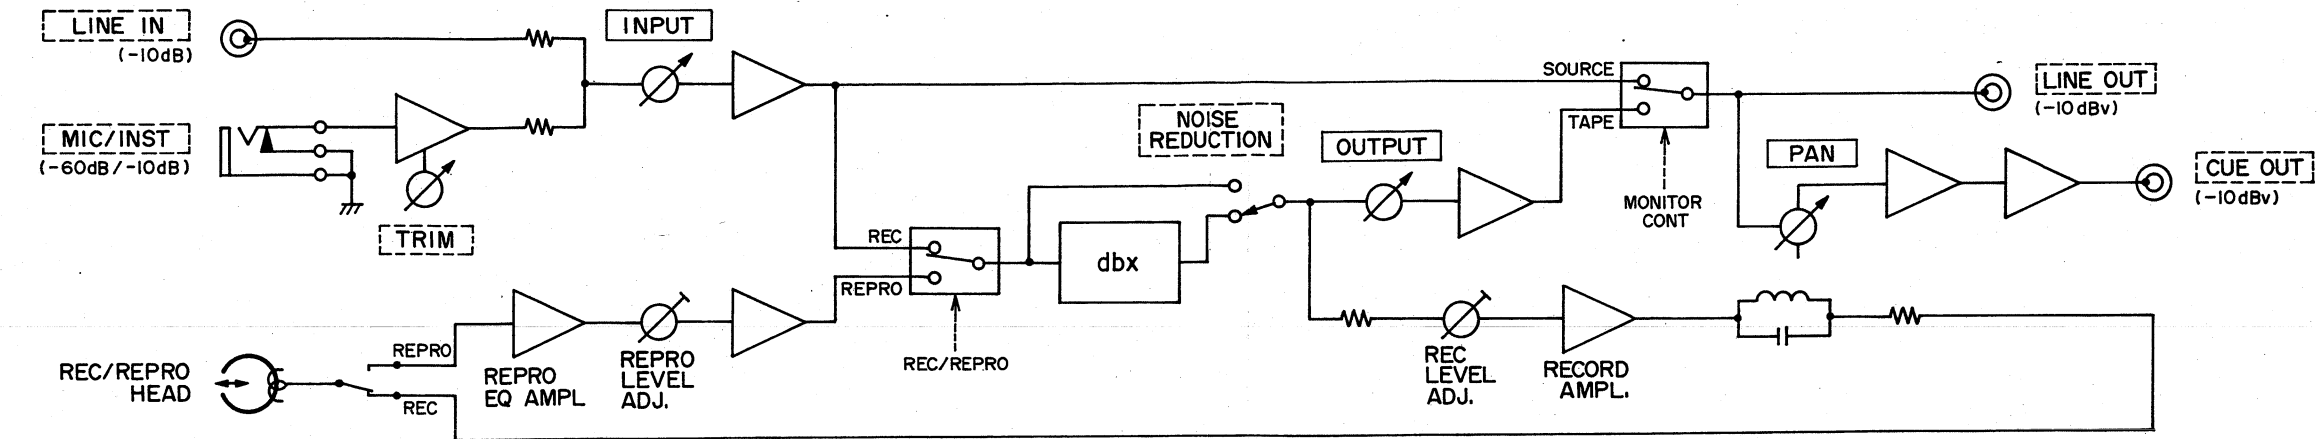 LINE IN
(-10dB)
INPUT
MIC/INST
(-60dB/-10dB)
TRIM
SOURCE
TAPE
MONITOR
CONT
LINE OUT
(-10dBv)
NOISE
REDUCTION
OUTPUT
PAN
CUE OUT
(-10dBv)
REC
REPRO
REC/REPRO
dbx
REC/REPRO
HEAD
REPRO
REC
REPRO
EQ AMPL
REPRO
LEVEL
ADJ.
REC
LEVEL
ADJ.
RECORD
AMPL.